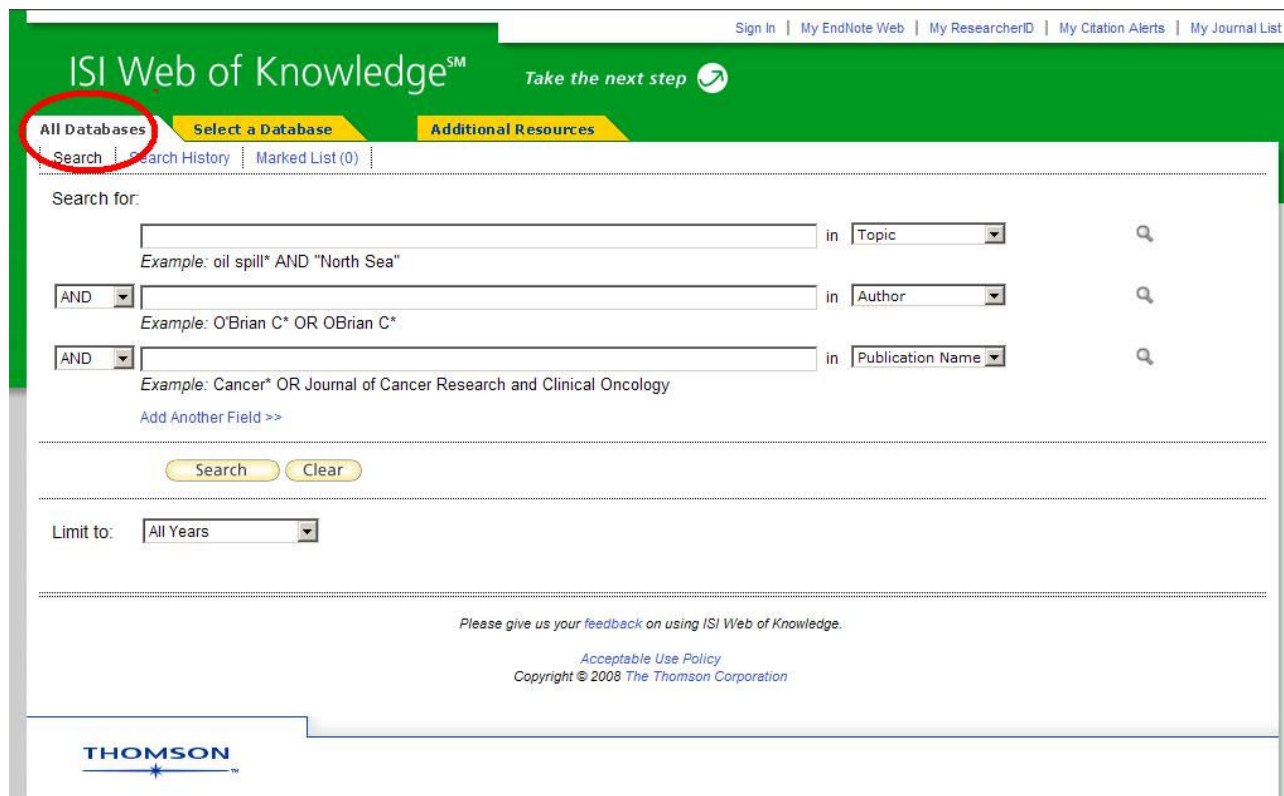 Sign In | My EndNote Web | My ResearcherID | My Citation Alerts | My Journal List
ISI Web of Knowledge℠ Take the next step
All Databases Select a Database Additional Resources
Search Search History Marked List (0)
Search for:
in Topic
Example: oil spill* AND "North Sea"
AND in Author
Example: O'Brian C* OR OBrian C*
AND in Publication Name
Example: Cancer* OR Journal of Cancer Research and Clinical Oncology
Add Another Field >>
Search Clear
Limit to: All Years
Please give us your feedback on using ISI Web of Knowledge.
Acceptable Use Policy
Copyright © 2008 The Thomson Corporation
THOMSON ™